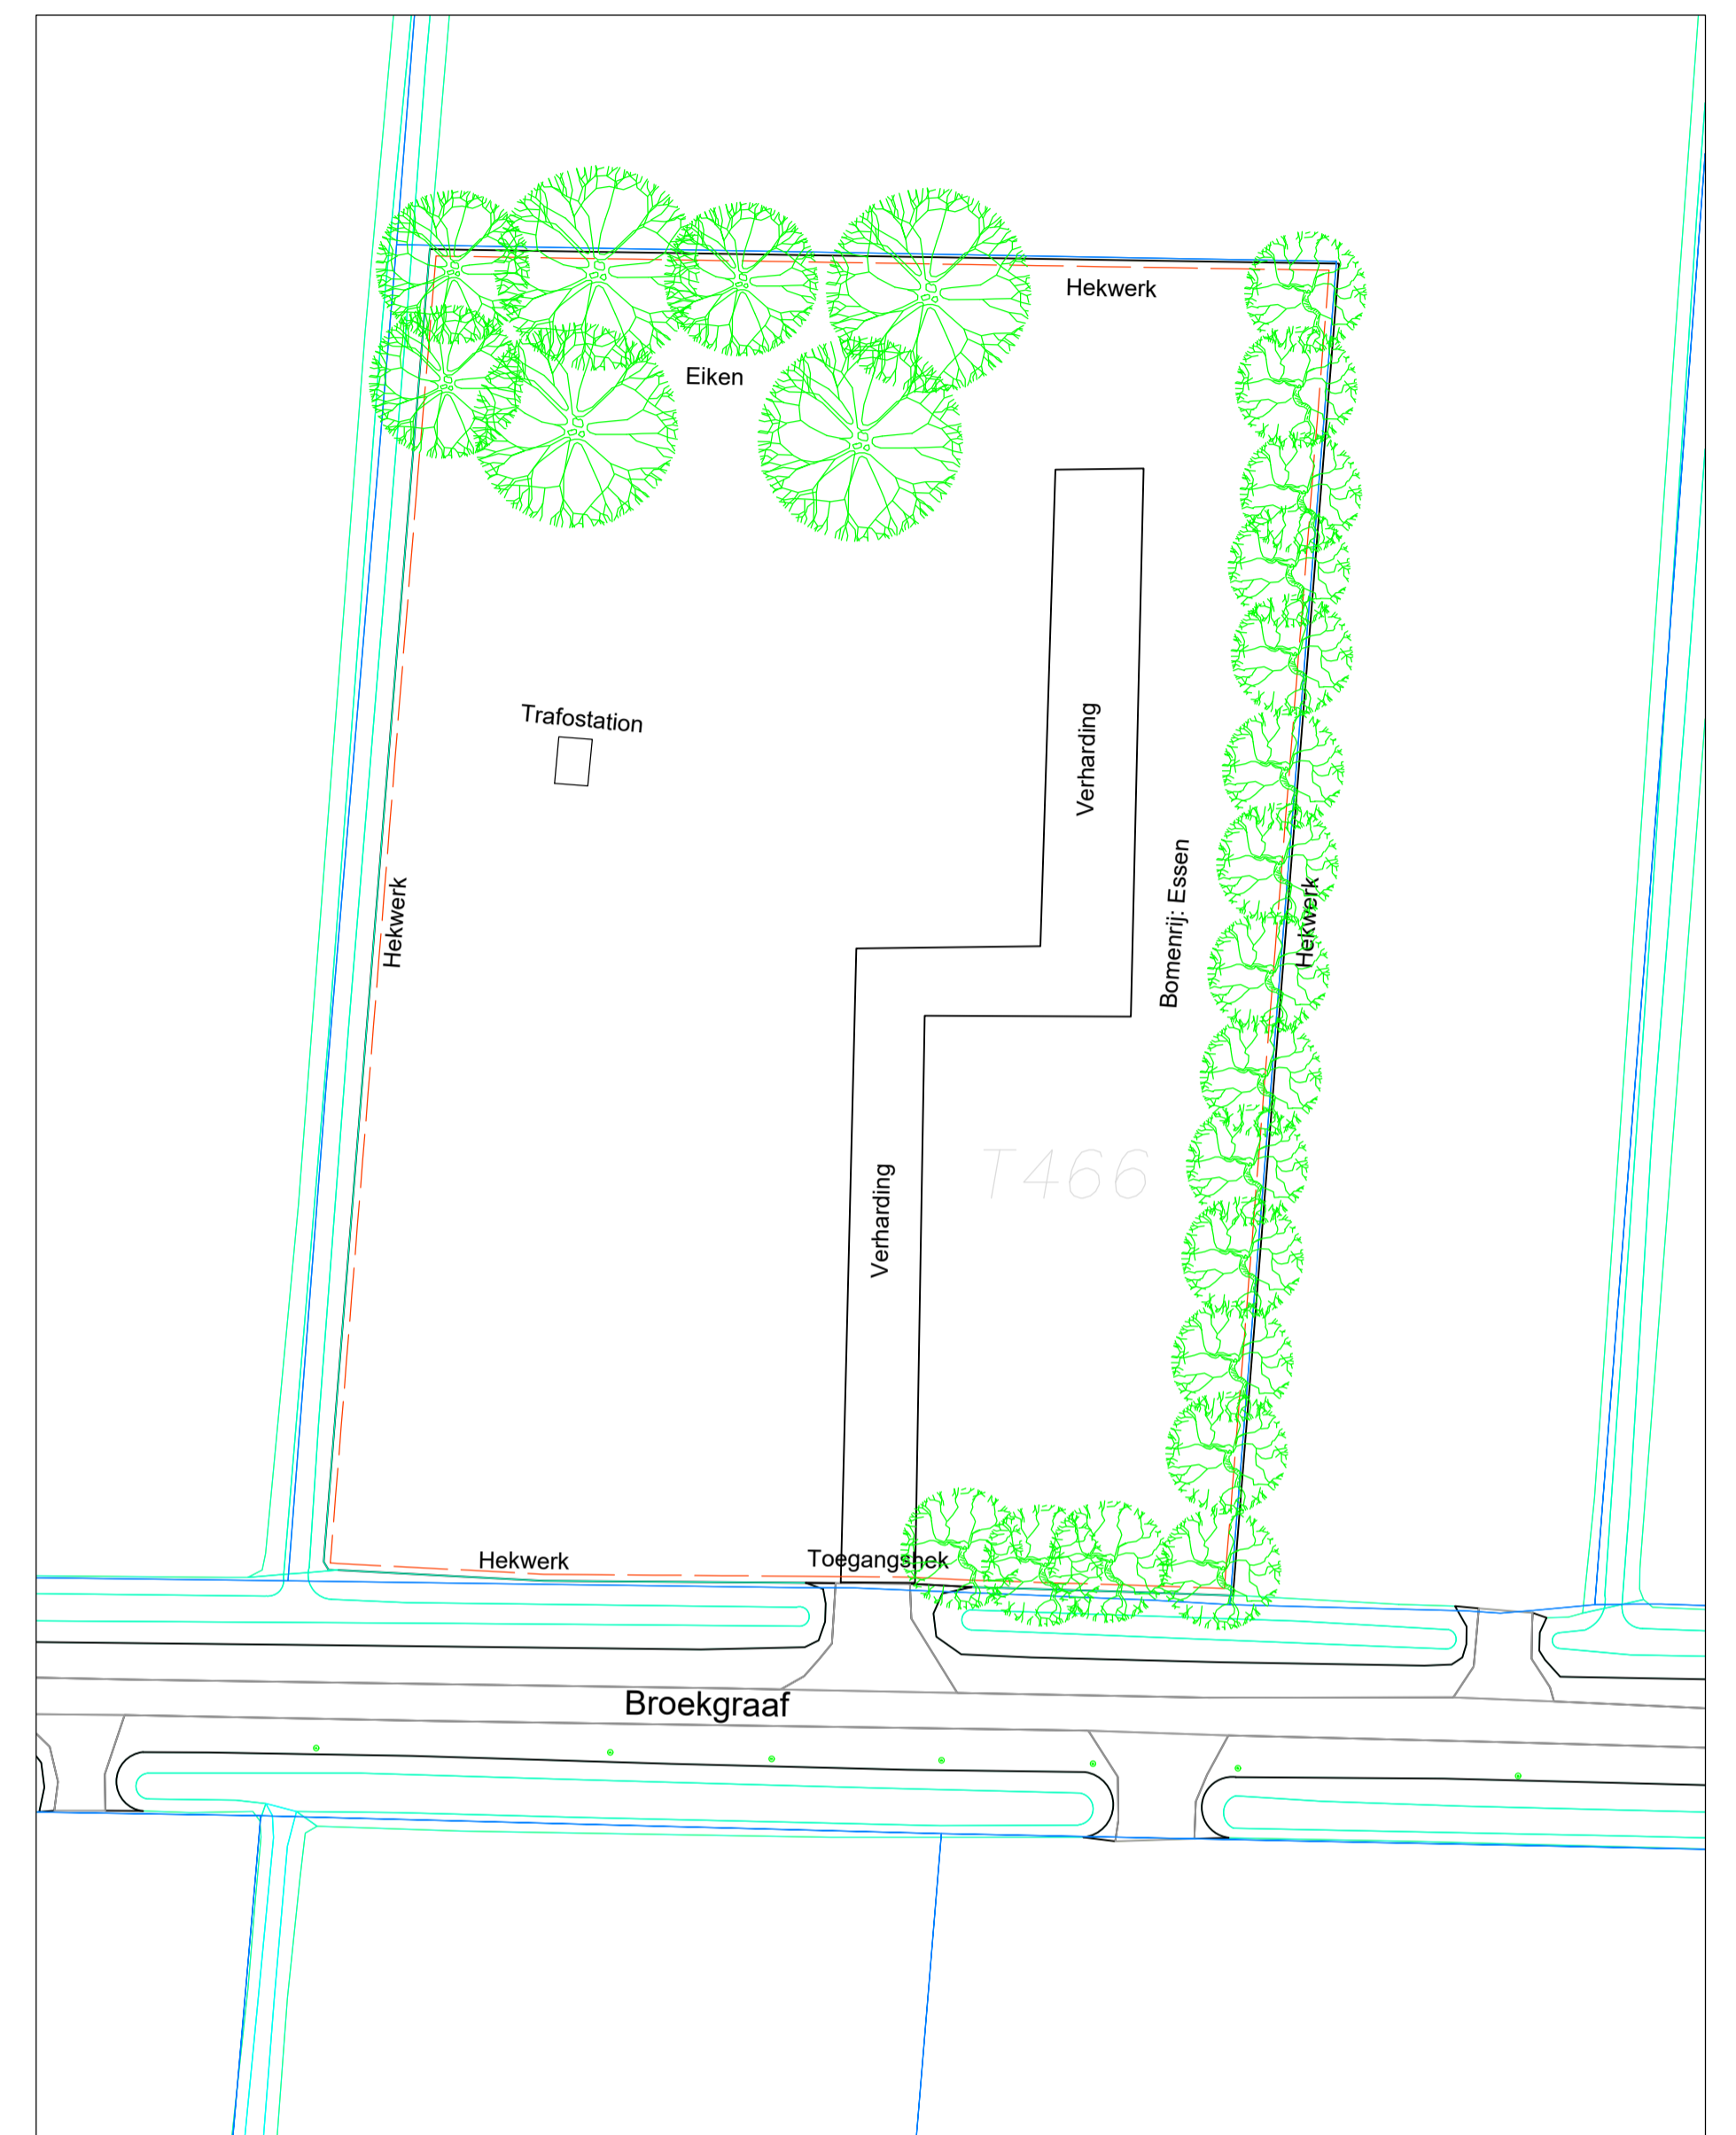 Hekwerk
Eiken
Trafostation
Verharding
Bomenrij: Essen
Hekwerk
Hekwerk
T466
Verharding
Hekwerk
Toegangshek
Broekgraaf